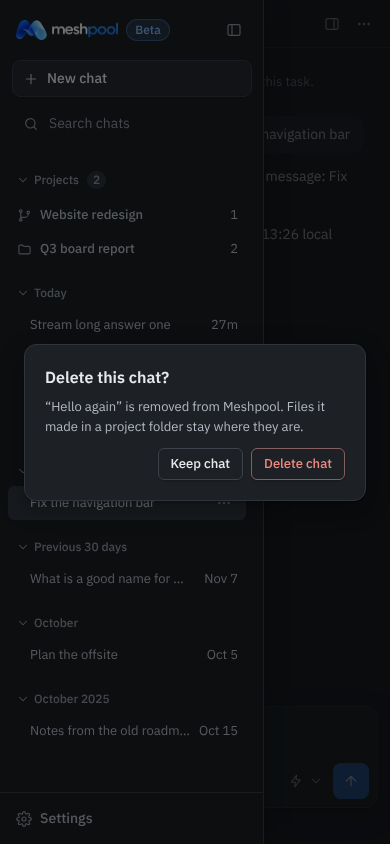 meshpool Beta
New chat
this task.
Search chats
navigation bar
Projects 2
message: Fix
Website redesign 1
13:26 local
Q3 board report 2
Today
Stream long answer one 27m
Delete this chat?
“Hello again” is removed from Meshpool. Files it
made in a project folder stay where they are.
Keep chat Delete chat
Fix the navigation bar
Previous 30 days
What is a good name for ... Nov 7
October
Plan the offsite Oct 5
October 2025
Notes from the old roadm... Oct 15
Settings